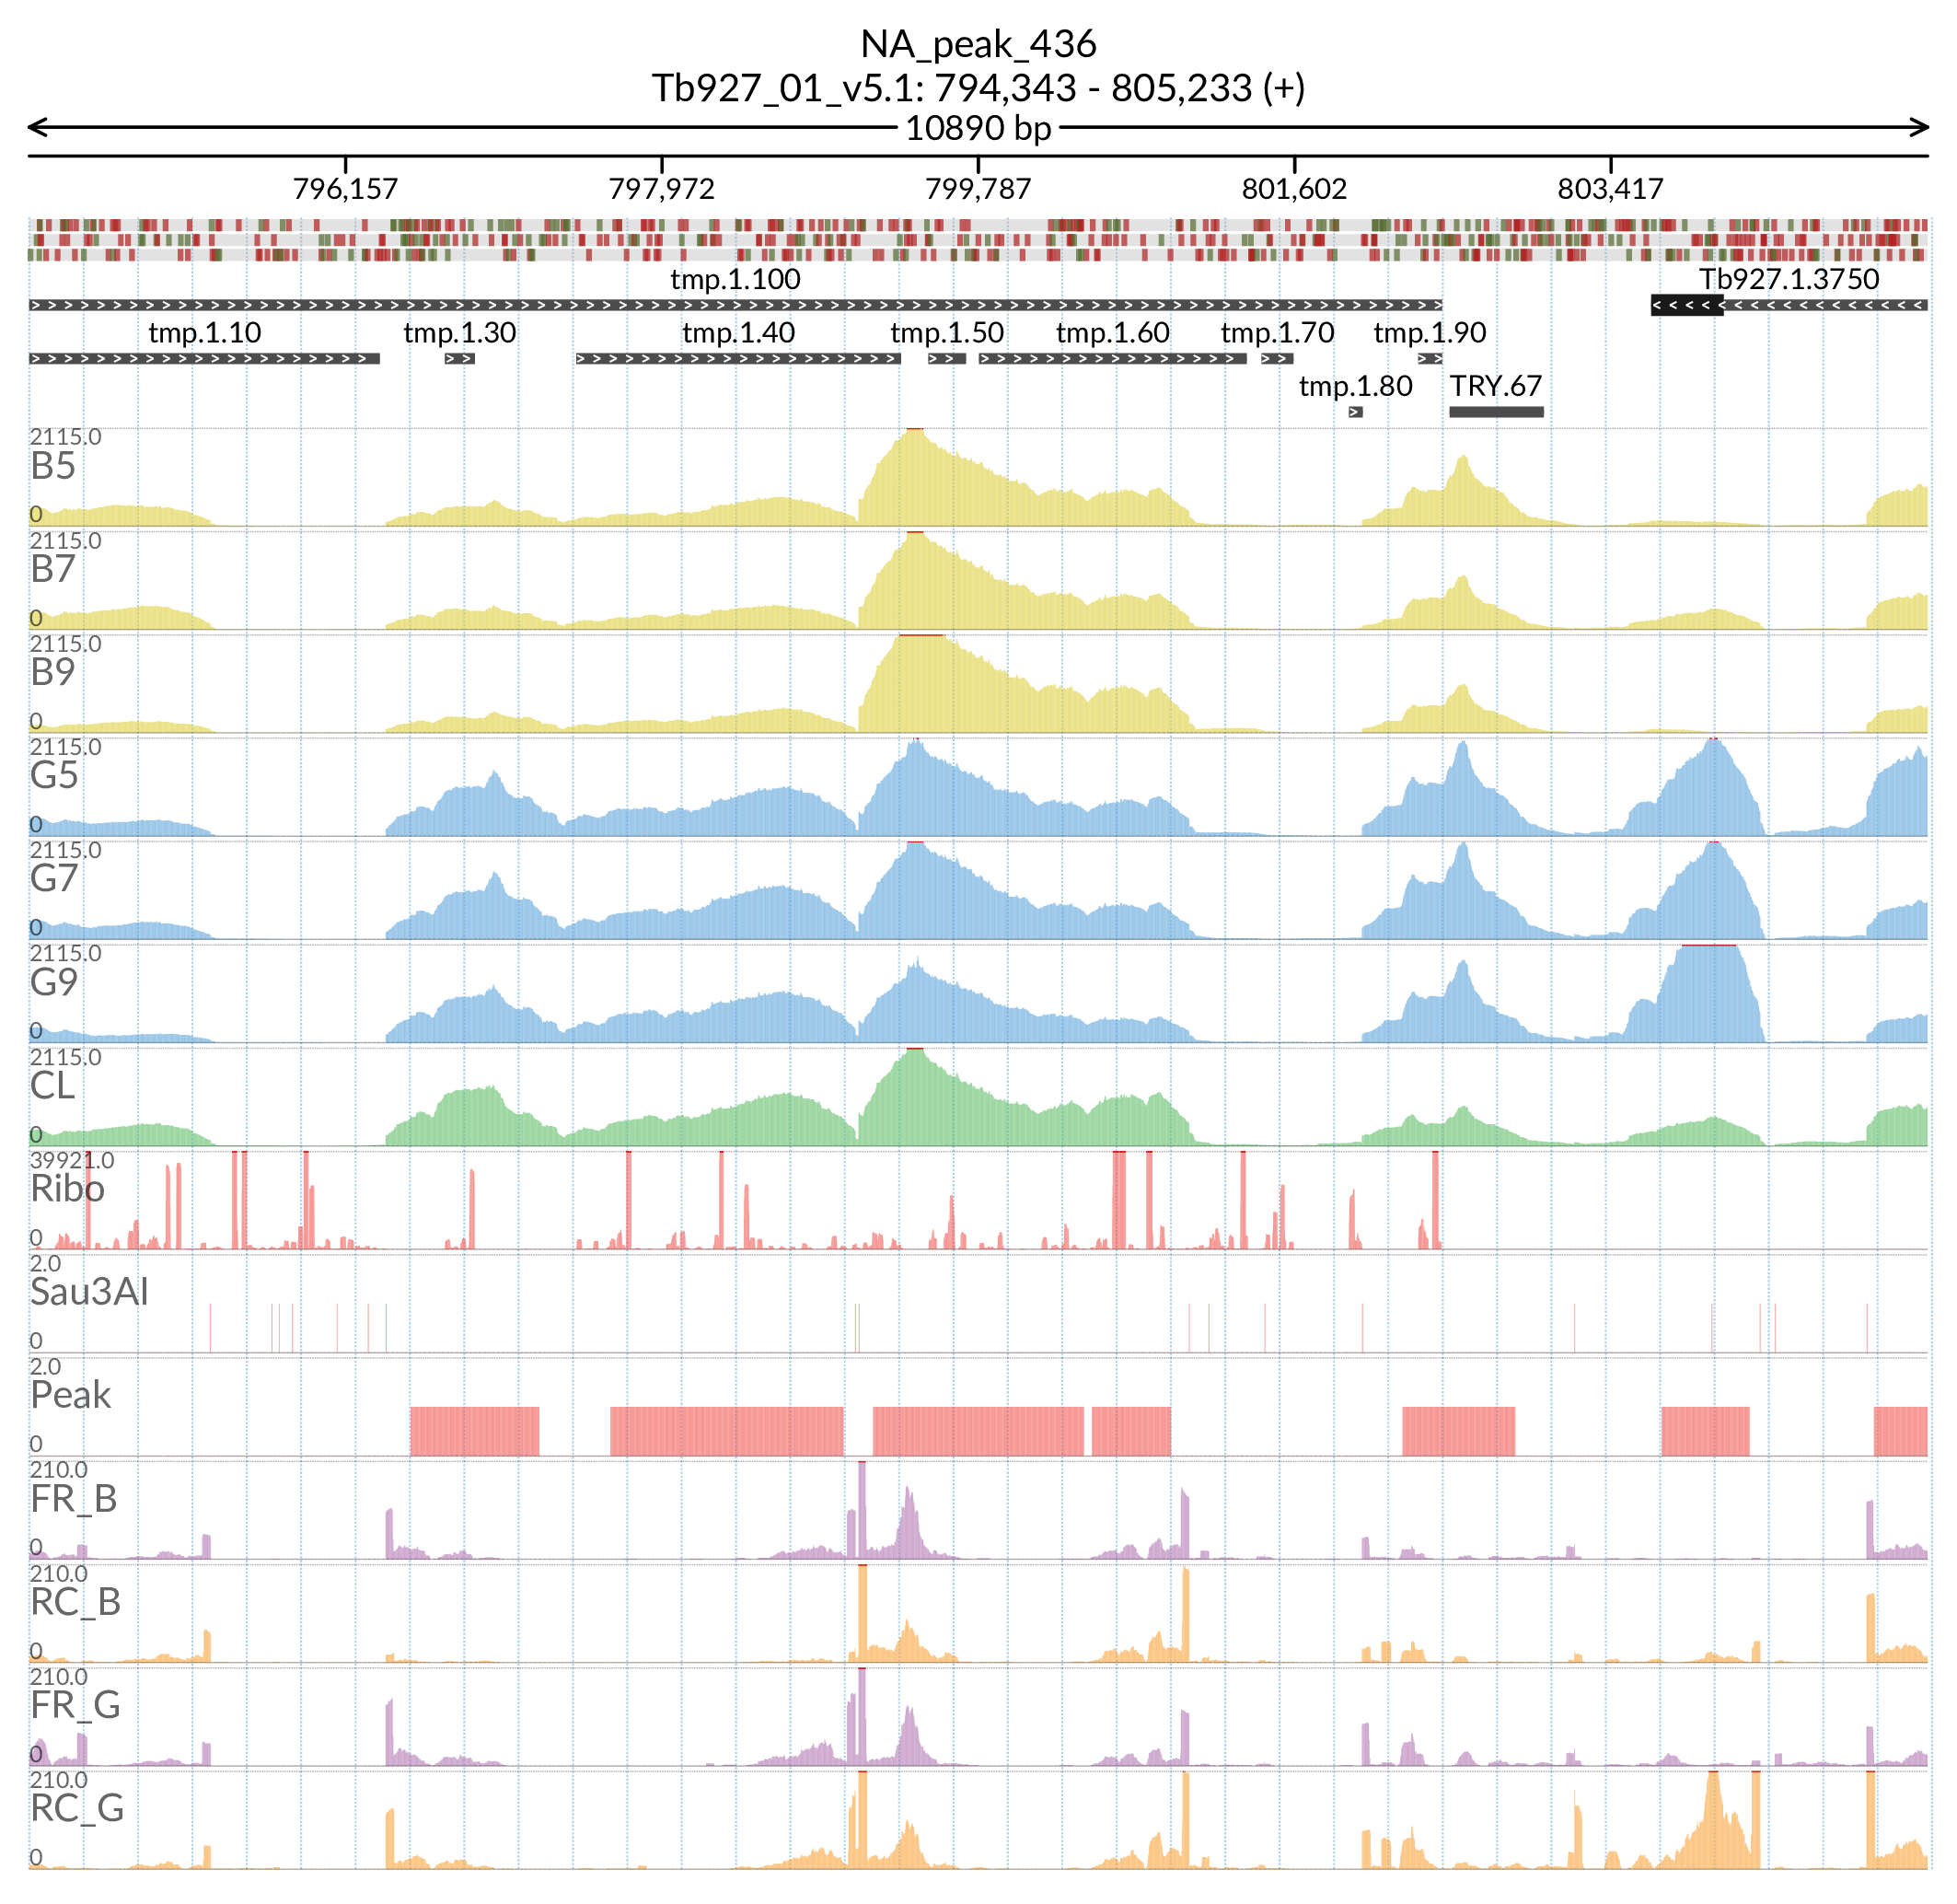 NA_peak_436
Tb927_01_v5.1: 794,343 - 805,233 (+)
10890 bp
796,157 797,972 799,787 801,602 803,417
tmp.1.100 Tb927.1.3750
tmp.1.10 tmp.1.30 tmp.1.40 tmp.1.50 tmp.1.60 tmp.1.70 tmp.1.90
tmp.1.80 TRY.67
2115.0
B5
0
2115.0
B7
0
2115.0
B9
0
2115.0
G5
0
2115.0
G7
0
2115.0
G9
0
2115.0
CL
0
39921.0
Ribo
0
2.0
Sau3AI
0
2.0
Peak
0
210.0
FR_B
0
210.0
RC_B
0
210.0
FR_G
0
210.0
RC_G
0